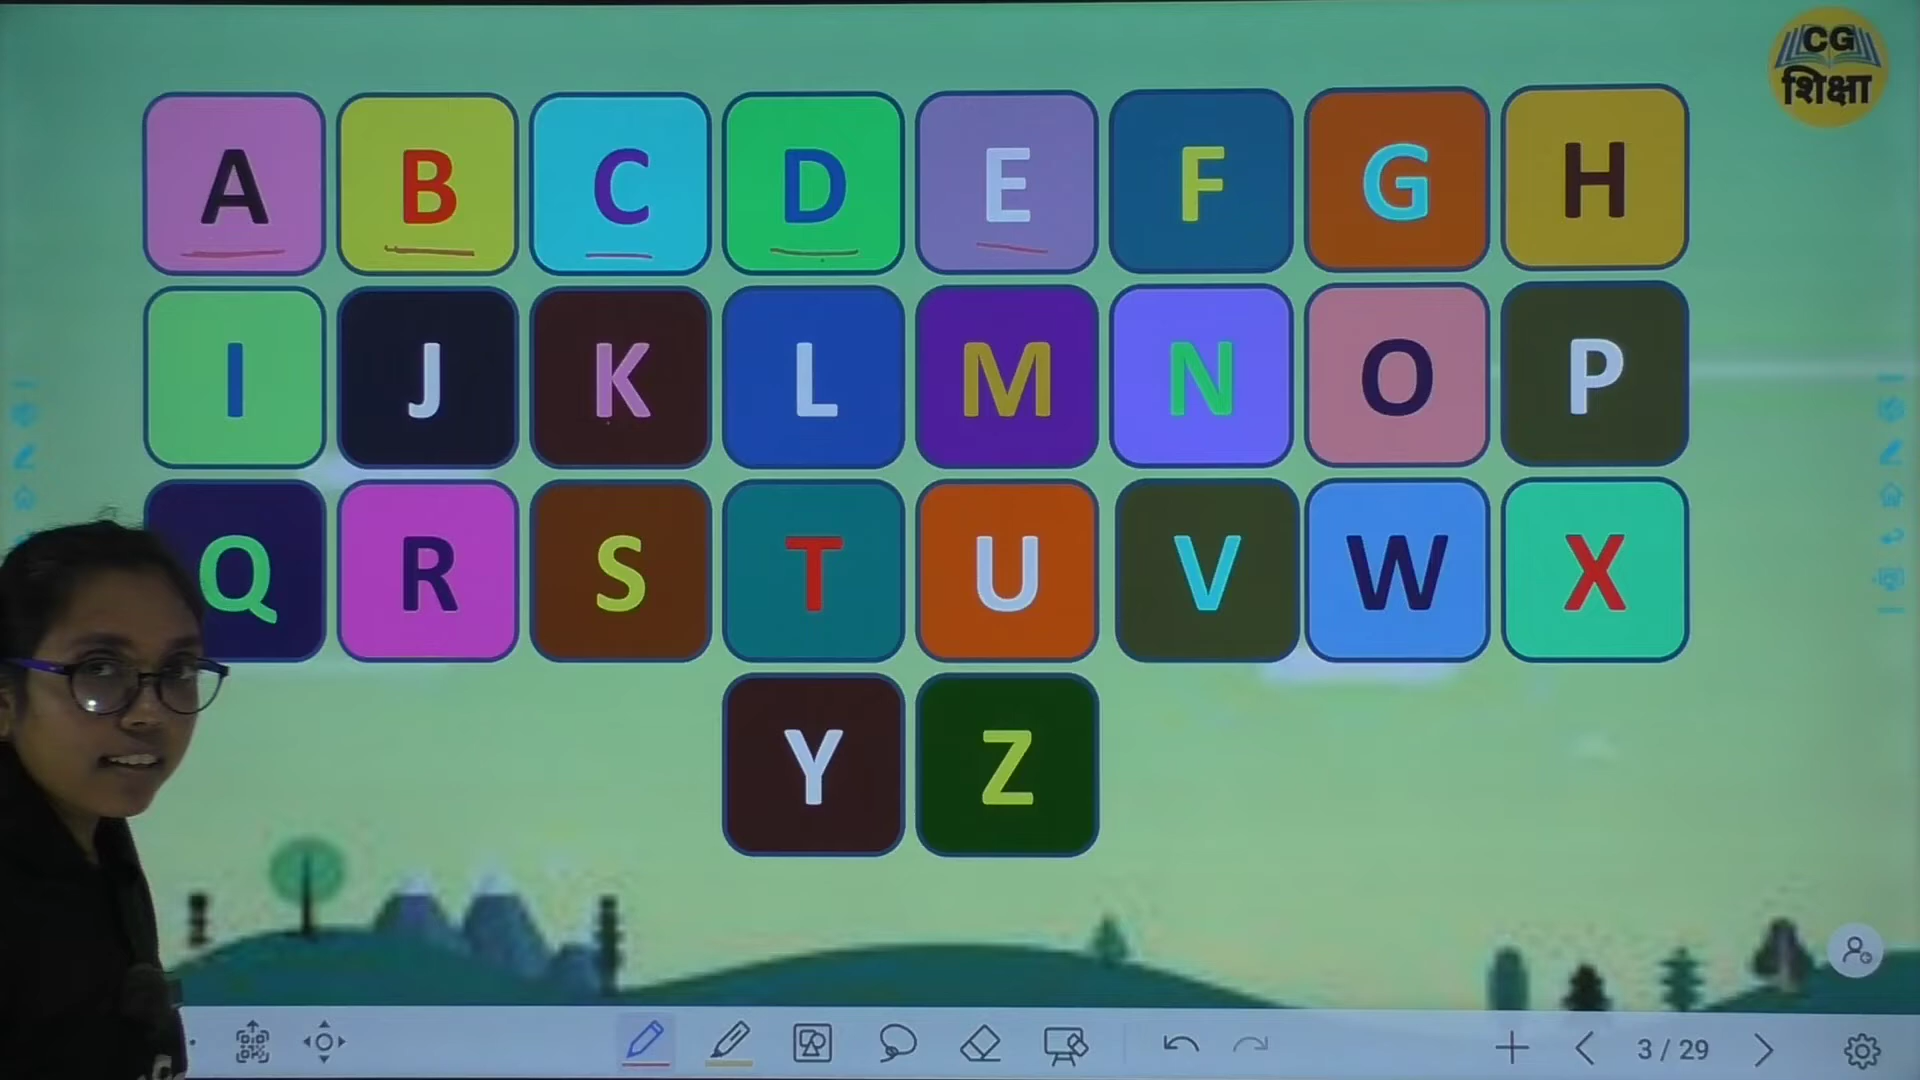 CG
शिक्षा
A B C D E F G H
I J K L M N O P
Q R S T U V W X
Y Z
3 / 29